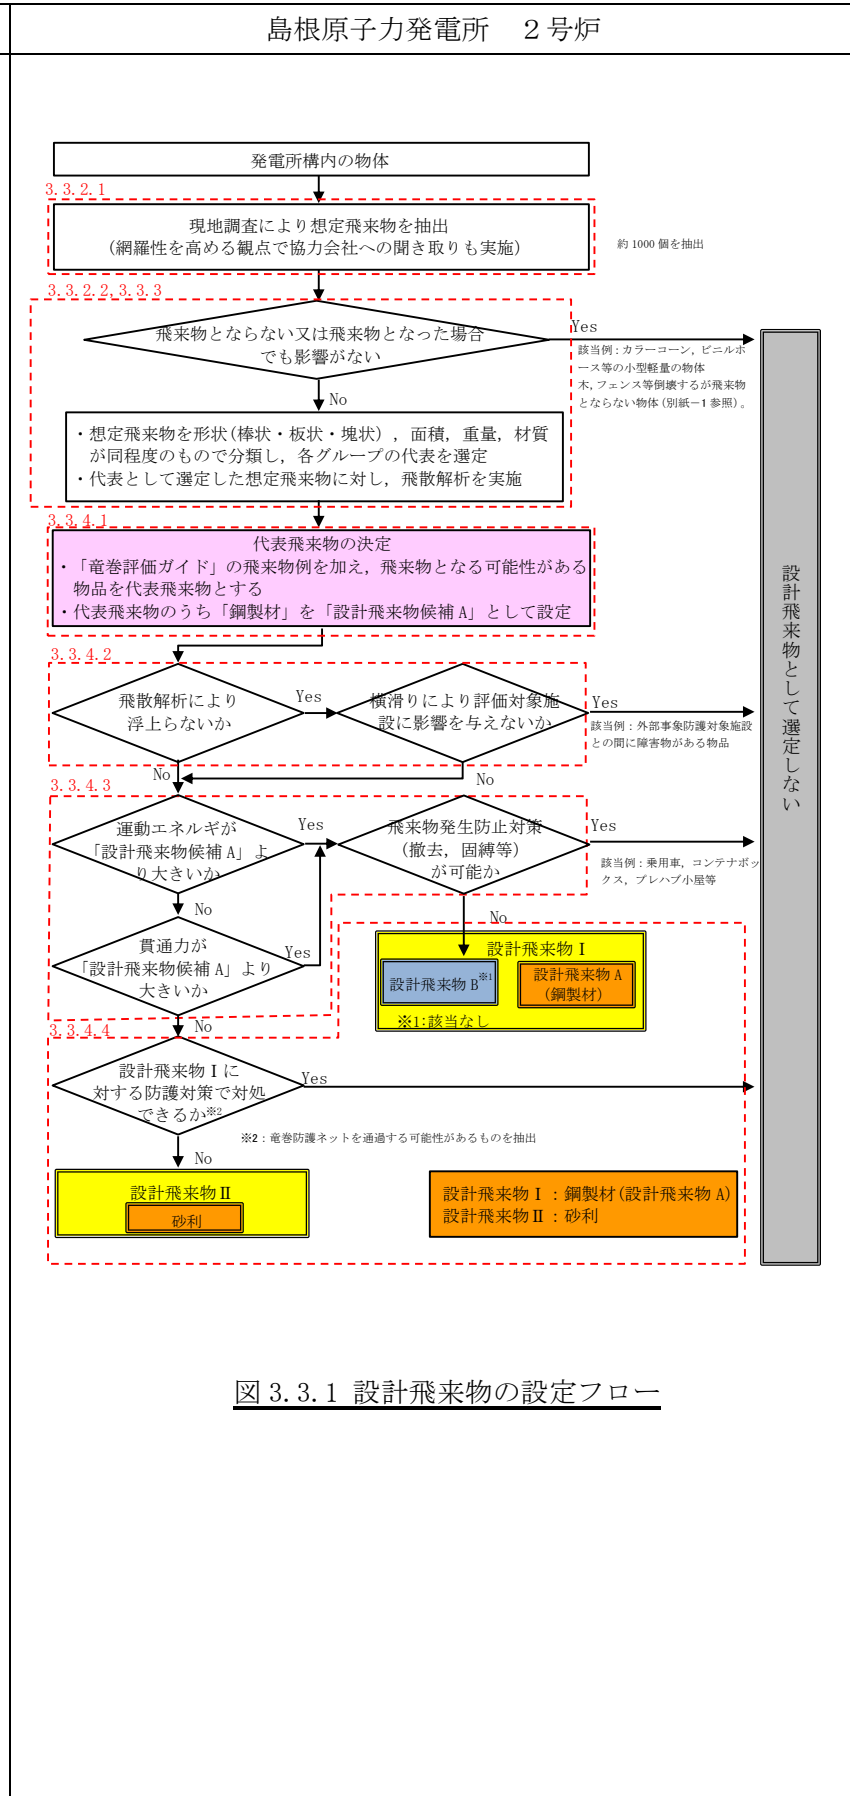 島根原子力発電所　２号炉
発電所構内の物体
3.3.2.1
現地調査により想定飛来物を抽出
(網羅性を高める観点で協力会社への聞き取りも実施)
約1000個を抽出
3.3.2.2,3.3.3
飛来物とならない又は飛来物となった場合
でも影響がない
Yes
該当例：カラーコーン，ビニルホ
ース等の小型軽量の物体
木,フェンス等倒壊するが飛来物
とならない物体(別紙－1参照)。
No
・想定飛来物を形状(棒状・板状・塊状)，面積，重量，材質
が同程度のもので分類し，各グループの代表を選定
・代表として選定した想定飛来物に対し，飛散解析を実施
3.3.4.1
代表飛来物の決定
・「竜巻評価ガイド」の飛来物例を加え，飛来物となる可能性がある
物品を代表飛来物とする
・代表飛来物のうち「鋼製材」を「設計飛来物候補A」として設定
設計飛来物として選定しない
3.3.4.2
飛散解析により
浮上らないか
Yes
横滑りにより評価対象施
設に影響を与えないか
Yes
該当例：外部事象防護対象施設
との間に障害物がある物品
No
No
3.3.4.3
運動エネルギが
「設計飛来物候補A」よ
り大きいか
Yes
飛来物発生防止対策
(撤去，固縛等)
が可能か
Yes
該当例：乗用車，コンテナボッ
クス，プレハブ小屋等
No
No
貫通力が
「設計飛来物候補A」より
大きいか
Yes
設計飛来物Ⅰ
設計飛来物B※1
設計飛来物A
(鋼製材)
※1:該当なし
No
3.3.4.4
設計飛来物Ⅰに
対する防護対策で対処
できるか※2
Yes
※2：竜巻防護ネットを通過する可能性があるものを抽出
No
設計飛来物Ⅱ
砂利
設計飛来物Ⅰ：鋼製材(設計飛来物A)
設計飛来物Ⅱ：砂利
図3.3.1 設計飛来物の設定フロー